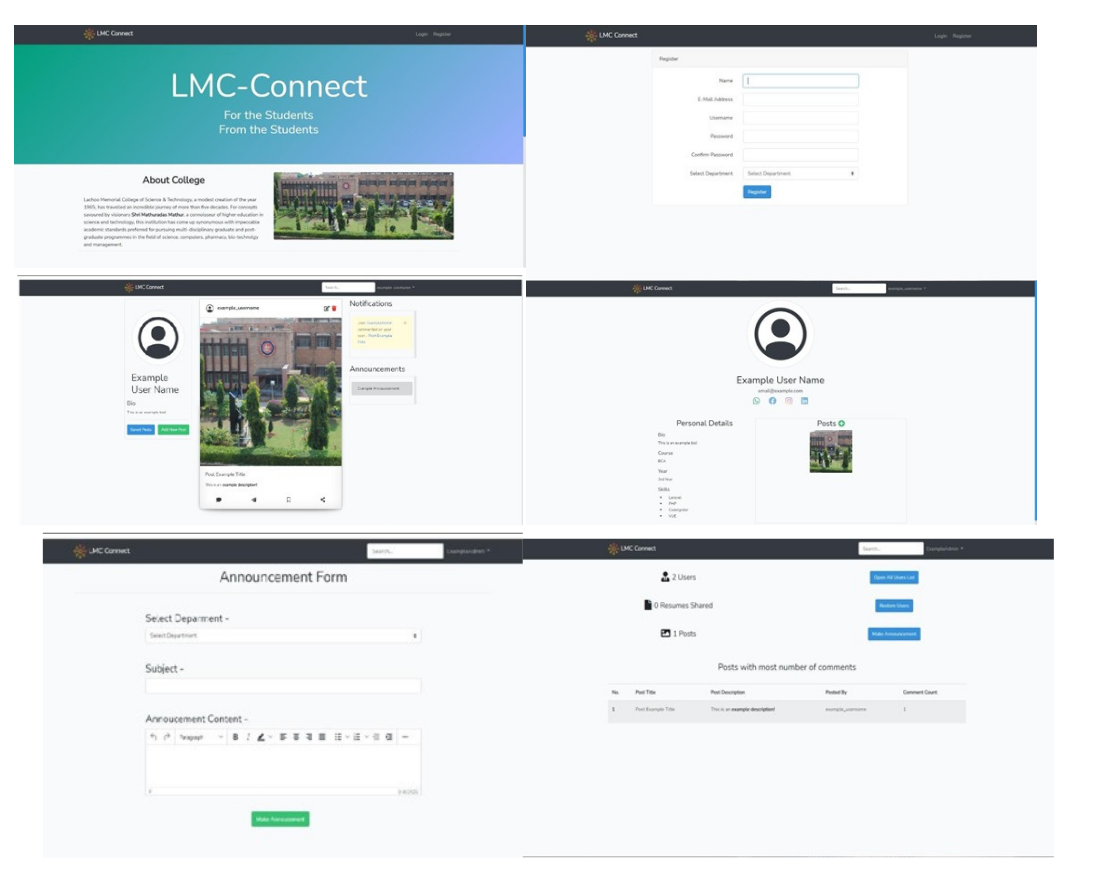 LMC Connect
Login Register
LMC-Connect
For the Students
From the Students
About College
Lachoo Memorial College of Science & Technology, a modest creation of the year
1965, has travelled an incredible journey of more than five decades. For concepts
by visionary Shri Mathuradas Mathur, a connoisseur of higher education in
science and technology, this institution has come up synonymous with impeccable
academic standards preferred for pursuing multi-disciplinary graduate and post-
graduate programmes in the field of science, computers, pharmacy,
and management.
LMC Connect
Login Register
Register
Name
E-Mail Address
Username
Password
Confirm Password
Select Department
Select Department
Register
LMC Connect
Search..
example_username
Example
User Name
Bio
This is an example bio!
Saved Posts
Add New Post
example_username
Post Example Title
This is an example description!
Notifications
commented on your
post -
Announcements
Example Announcement
LMC Connect
Search..
example_username
Example User Name
email@example.com
Personal Details
Bio
This is an example bio!
Course
BCA
Year
3rd Year
Skills
Laravel
PHP
Posts
LMC Connect
Search..
Announcement Form
Select Deparment -
Select Department
Subject -
Annoucement Content -
Paragraph
B I
Make Announcement
LMC Connect
Search..
2 Users
Open All Users List
0 Resumes Shared
Restore Users
1 Posts
Make Announcement
Posts with most number of comments
No. Post Title Post Description Posted By Comment Count
1 Post Example Title This is an example description! example_username 1